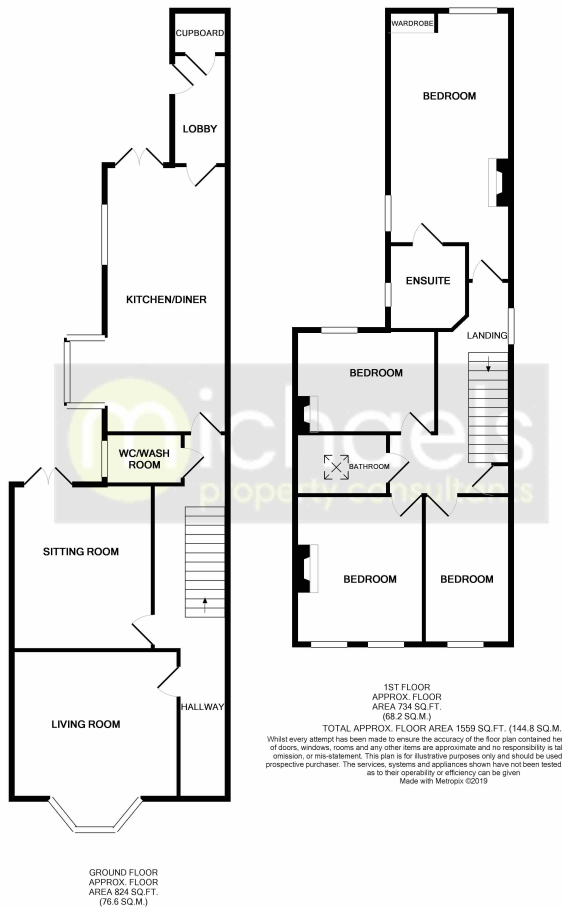 CUPBOARD
LOBBY
KITCHEN/DINER
WC/WASH
ROOM
SITTING ROOM
LIVING ROOM
HALLWAY
GROUND FLOOR
APPROX. FLOOR
AREA 824 SQ.FT.
(76.6 SQ.M.)
WARDROBE
BEDROOM
ENSUITE
LANDING
BEDROOM
BATHROOM
BEDROOM
BEDROOM
michaels
property consultants
1ST FLOOR
APPROX. FLOOR
AREA 734 SQ.FT.
(68.2 SQ.M.)
TOTAL APPROX. FLOOR AREA 1559 SQ.FT. (144.8 SQ.M.
Whilst every attempt has been made to ensure the accuracy of the floor plan contained her
of doors, windows, rooms and any other items are approximate and no responsibility is tal
omission, or mis-statement. This plan is for illustrative purposes only and should be used
prospective purchaser. The services, systems and appliances shown have not been tested
as to their operability or efficiency can be given
Made with Metropix ©2019